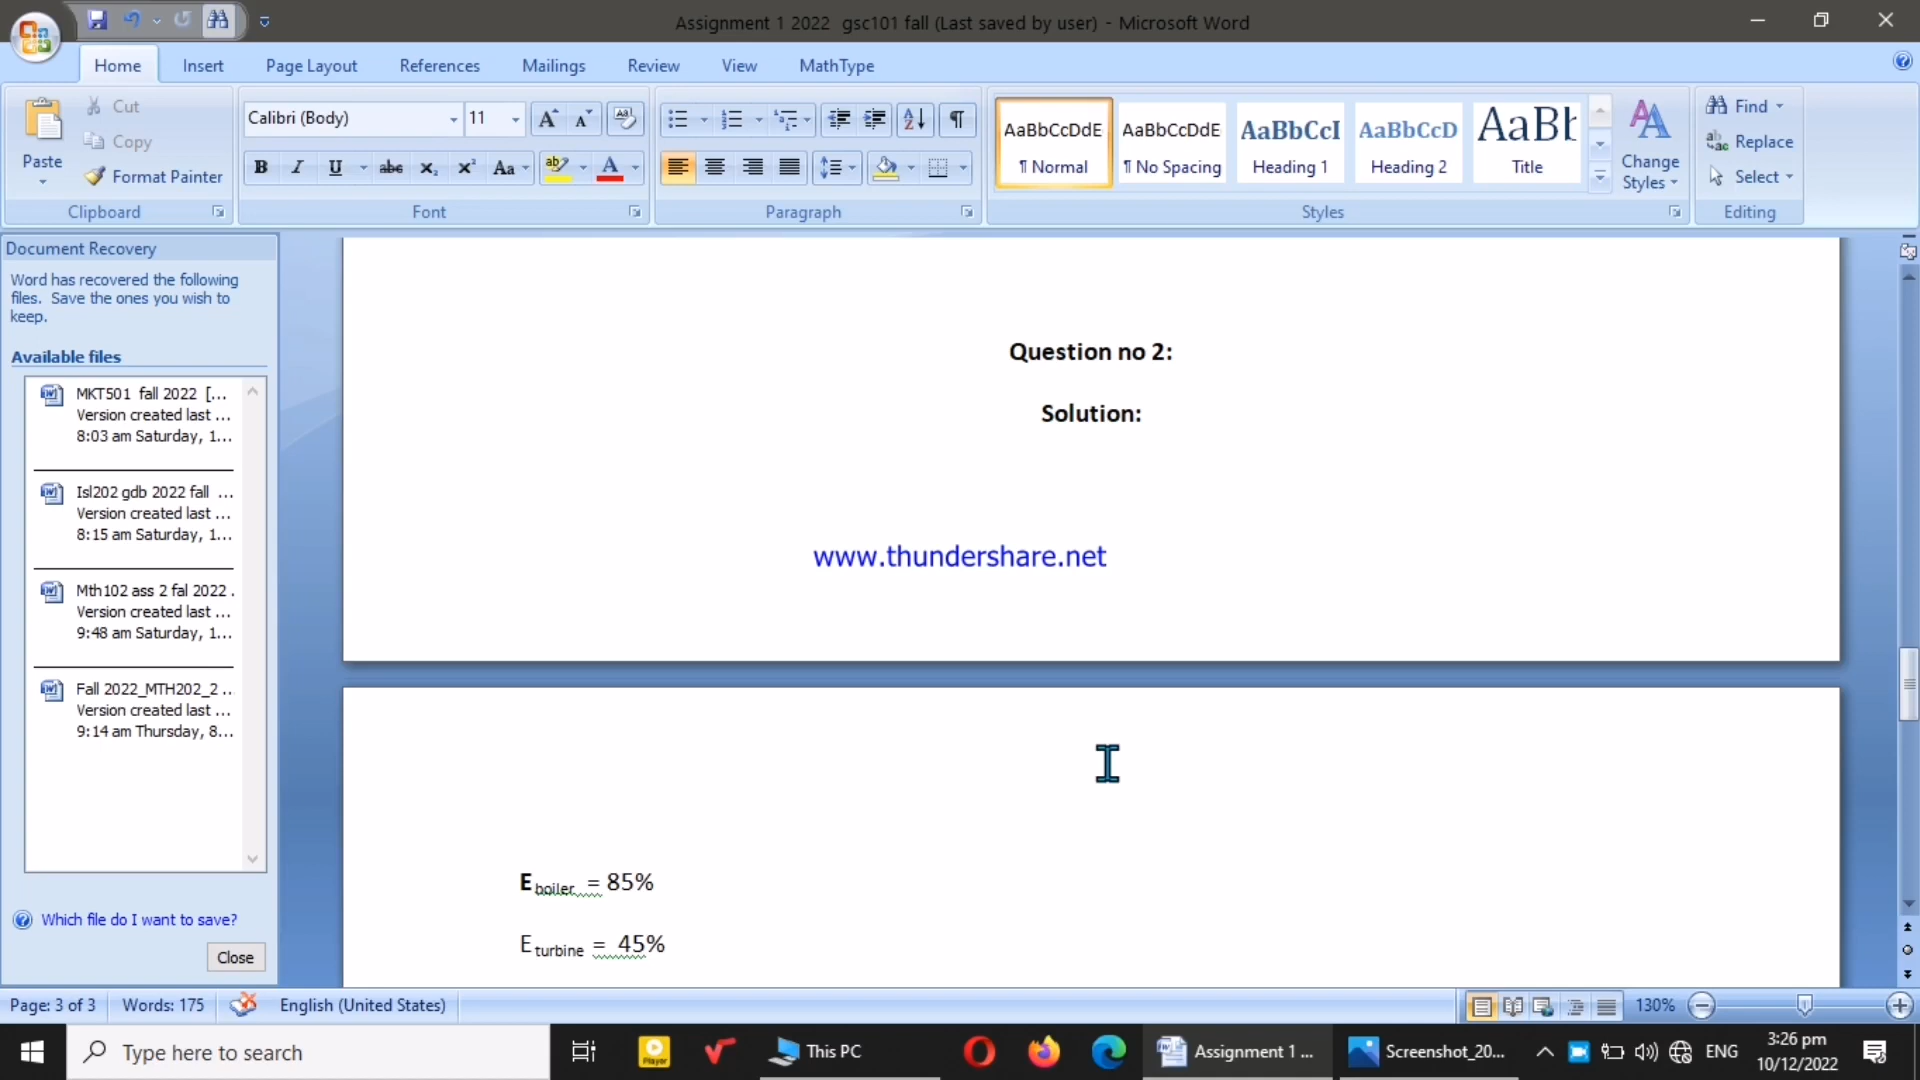 Assignment 1 2022 gsc101 fall (Last saved by user) - Microsoft Word
Home Insert Page Layout References Mailings Review View MathType
Paste
Cut
Copy
Format Painter
Clipboard
Calibri (Body) 11
Font
Paragraph
AaBbCcDdE AaBbCcDdE AaBbCcI AaBbCcD AaBb
¶ Normal ¶ No Spacing Heading 1 Heading 2 Title
Change
Styles
Styles
Find
Replace
Select
Editing
Document Recovery
Word has recovered the following
files. Save the ones you wish to
keep.
Available files
MKT501 fall 2022 [...
Version created last ...
8:03 am Saturday, 1...
Isl202 gdb 2022 fall ...
Version created last ...
8:15 am Saturday, 1...
Mth102 ass 2 fal 2022 .
Version created last ...
9:48 am Saturday, 1...
Fall 2022_MTH202_2 ..
Version created last ...
9:14 am Thursday, 8...
Which file do I want to save?
Close
Question no 2:
Solution:
www.thundershare.net
E boiler = 85%
E turbine = 45%
Page: 3 of 3 Words: 175 English (United States) 130%
Type here to search
Player
This PC
Assignment 1 ...
Screenshot_20...
ENG
3:26 pm
10/12/2022